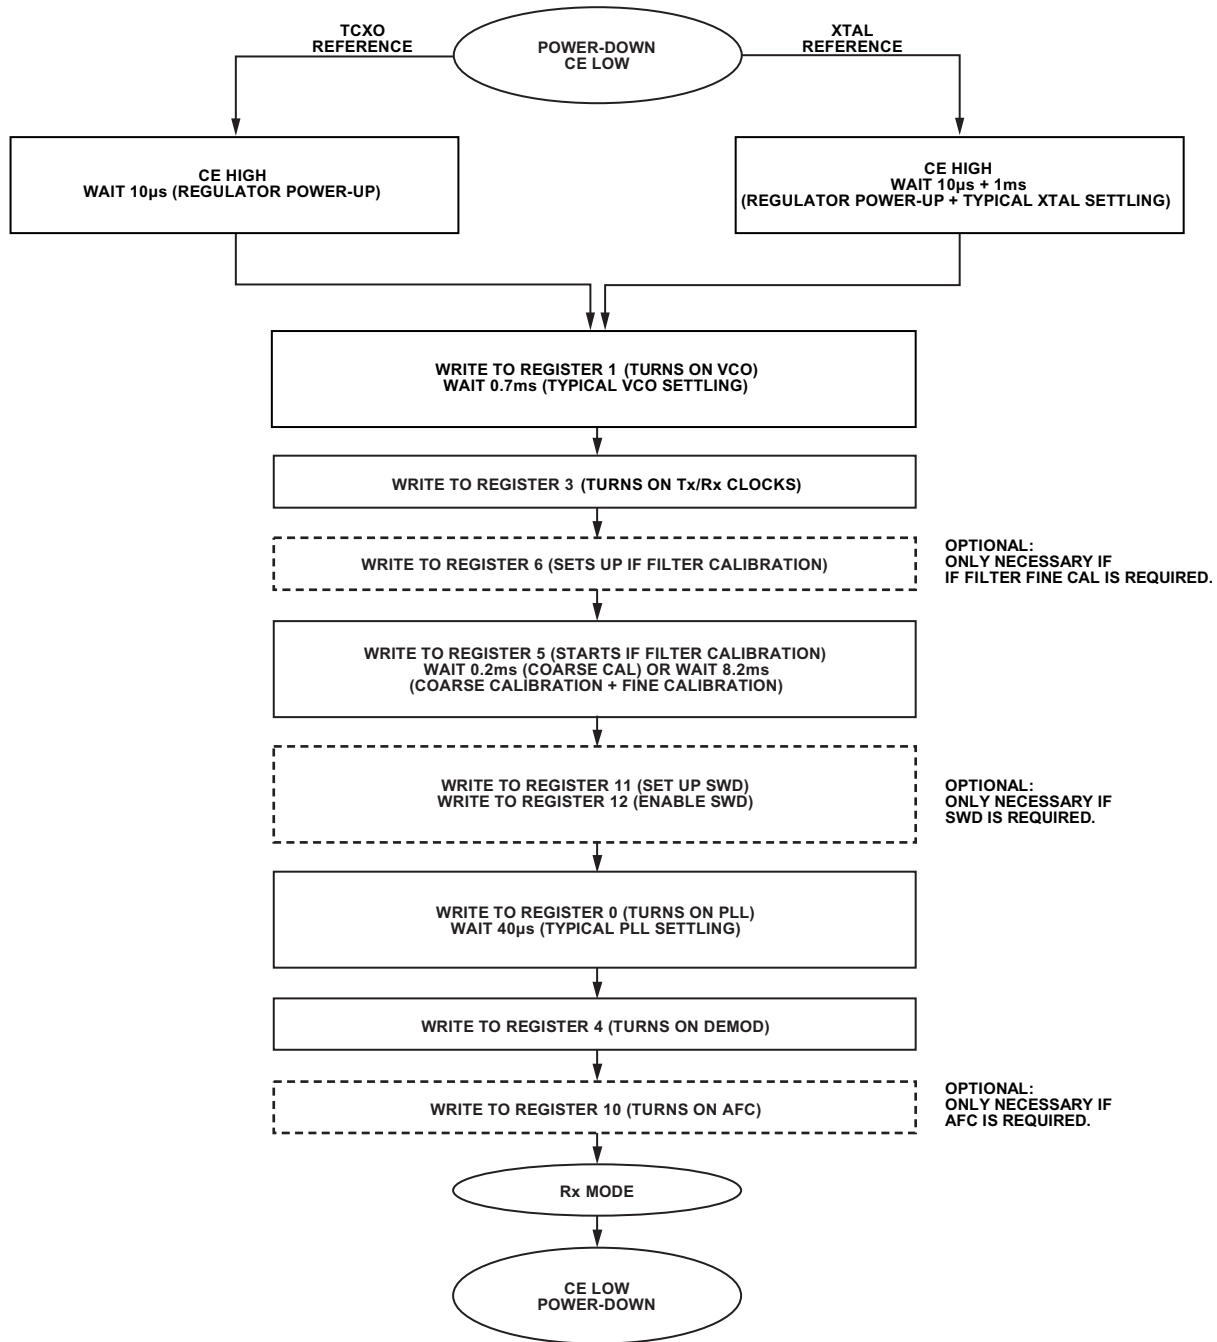 TCXO
REFERENCE
POWER-DOWN
CE LOW
XTAL
REFERENCE
CE HIGH
WAIT 10µs (REGULATOR POWER-UP)
CE HIGH
WAIT 10µs + 1ms
(REGULATOR POWER-UP + TYPICAL XTAL SETTLING)
WRITE TO REGISTER 1 (TURNS ON VCO)
WAIT 0.7ms (TYPICAL VCO SETTLING)
WRITE TO REGISTER 3 (TURNS ON Tx/Rx CLOCKS)
WRITE TO REGISTER 6 (SETS UP IF FILTER CALIBRATION)
OPTIONAL:
ONLY NECESSARY IF
IF FILTER FINE CAL IS REQUIRED.
WRITE TO REGISTER 5 (STARTS IF FILTER CALIBRATION)
WAIT 0.2ms (COARSE CAL) OR WAIT 8.2ms
(COARSE CALIBRATION + FINE CALIBRATION)
WRITE TO REGISTER 11 (SET UP SWD)
WRITE TO REGISTER 12 (ENABLE SWD)
OPTIONAL:
ONLY NECESSARY IF
SWD IS REQUIRED.
WRITE TO REGISTER 0 (TURNS ON PLL)
WAIT 40µs (TYPICAL PLL SETTLING)
WRITE TO REGISTER 4 (TURNS ON DEMOD)
WRITE TO REGISTER 10 (TURNS ON AFC)
OPTIONAL:
ONLY NECESSARY IF
AFC IS REQUIRED.
Rx MODE
CE LOW
POWER-DOWN